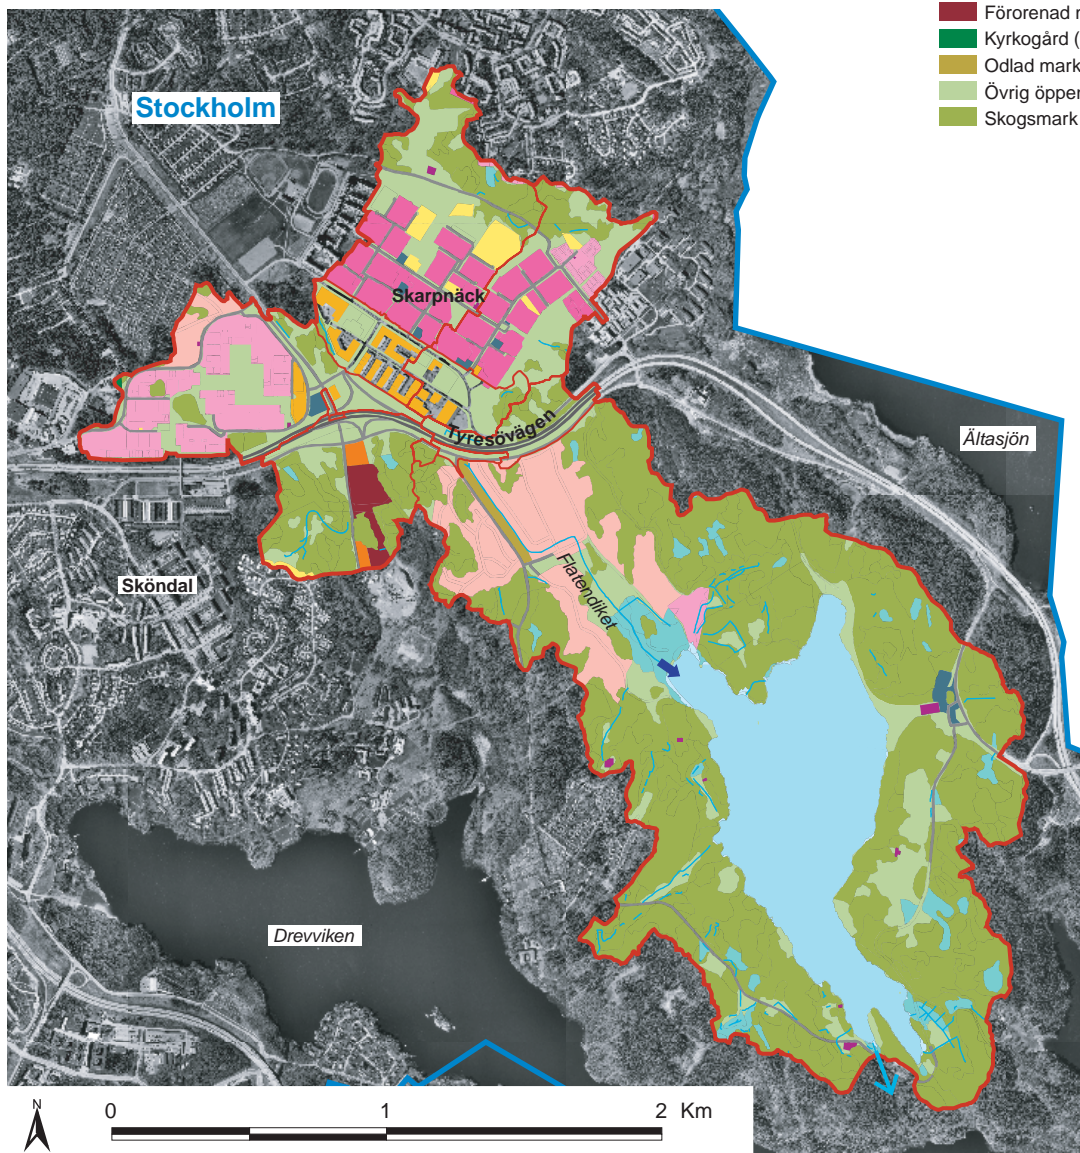 Förorenad
Kyrkogård (
Odlad mark
Övrig öppen
Skogsmark
Stockholm
Skarpnäck
Tyresövägen
Ältasjön
Flatendiket
Sköndal
Drevviken
N
0 1 2 Km